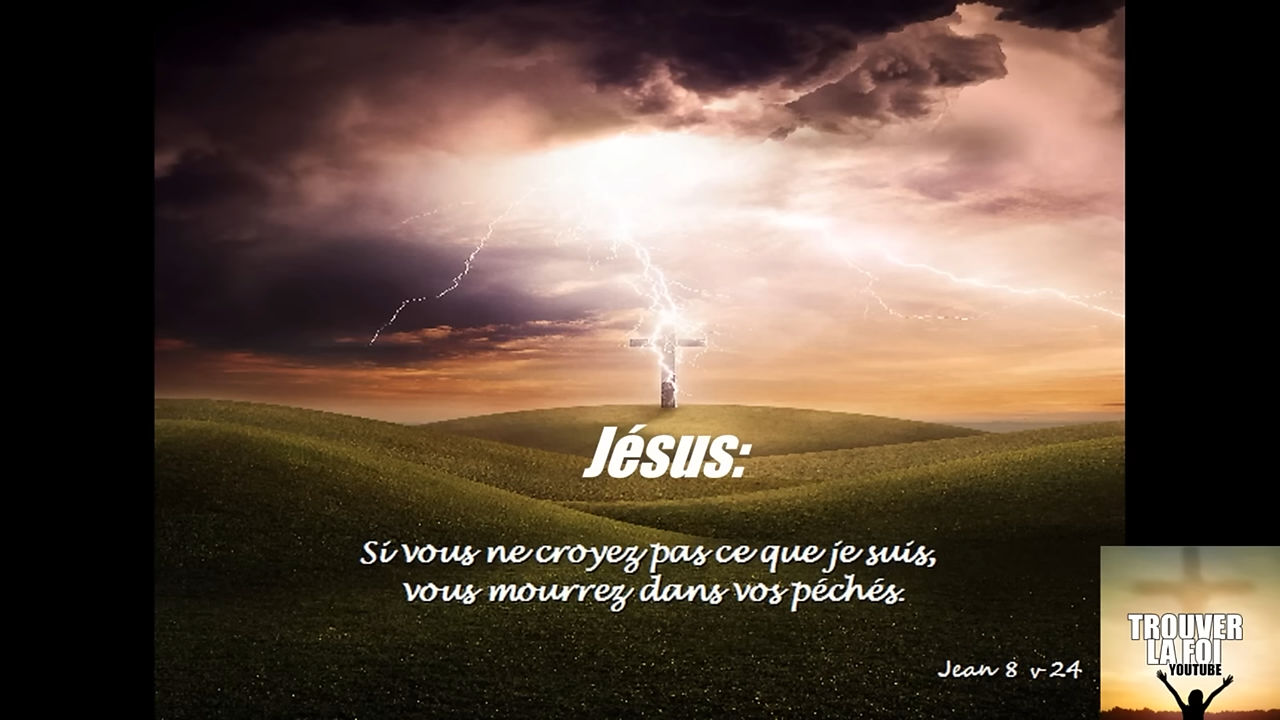 Jésus:
Si vous ne croyez pas ce que je suis,
vous mourrez dans vos péchés.
Jean 8 v 24
TROUVER
LA FOI
YOUTUBE